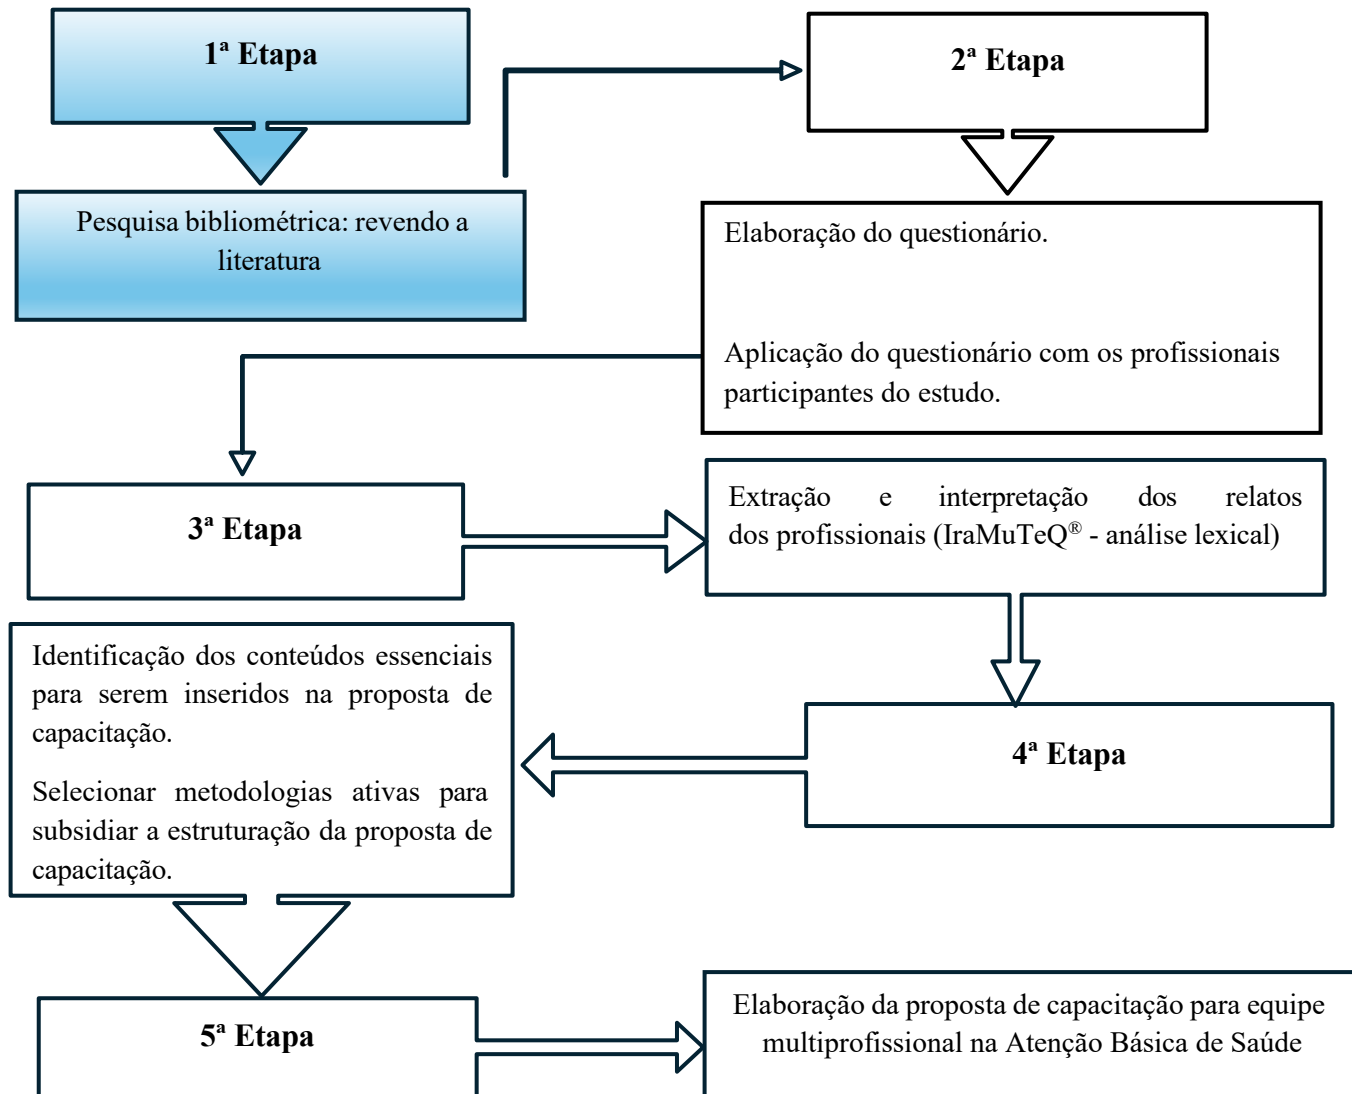 1ª Etapa
Pesquisa bibliométrica: revendo a
literatura
2ª Etapa
Elaboração do questionário.
Aplicação do questionário com os profissionais
participantes do estudo.
3ª Etapa
Extração e interpretação dos relatos
dos profissionais (IraMuTeQ® - análise lexical)
4ª Etapa
Identificação dos conteúdos essenciais
para serem inseridos na proposta de
capacitação.
Selecionar metodologias ativas para
subsidiar a estruturação da proposta de
capacitação.
5ª Etapa
Elaboração da proposta de capacitação para equipe
multiprofissional na Atenção Básica de Saúde